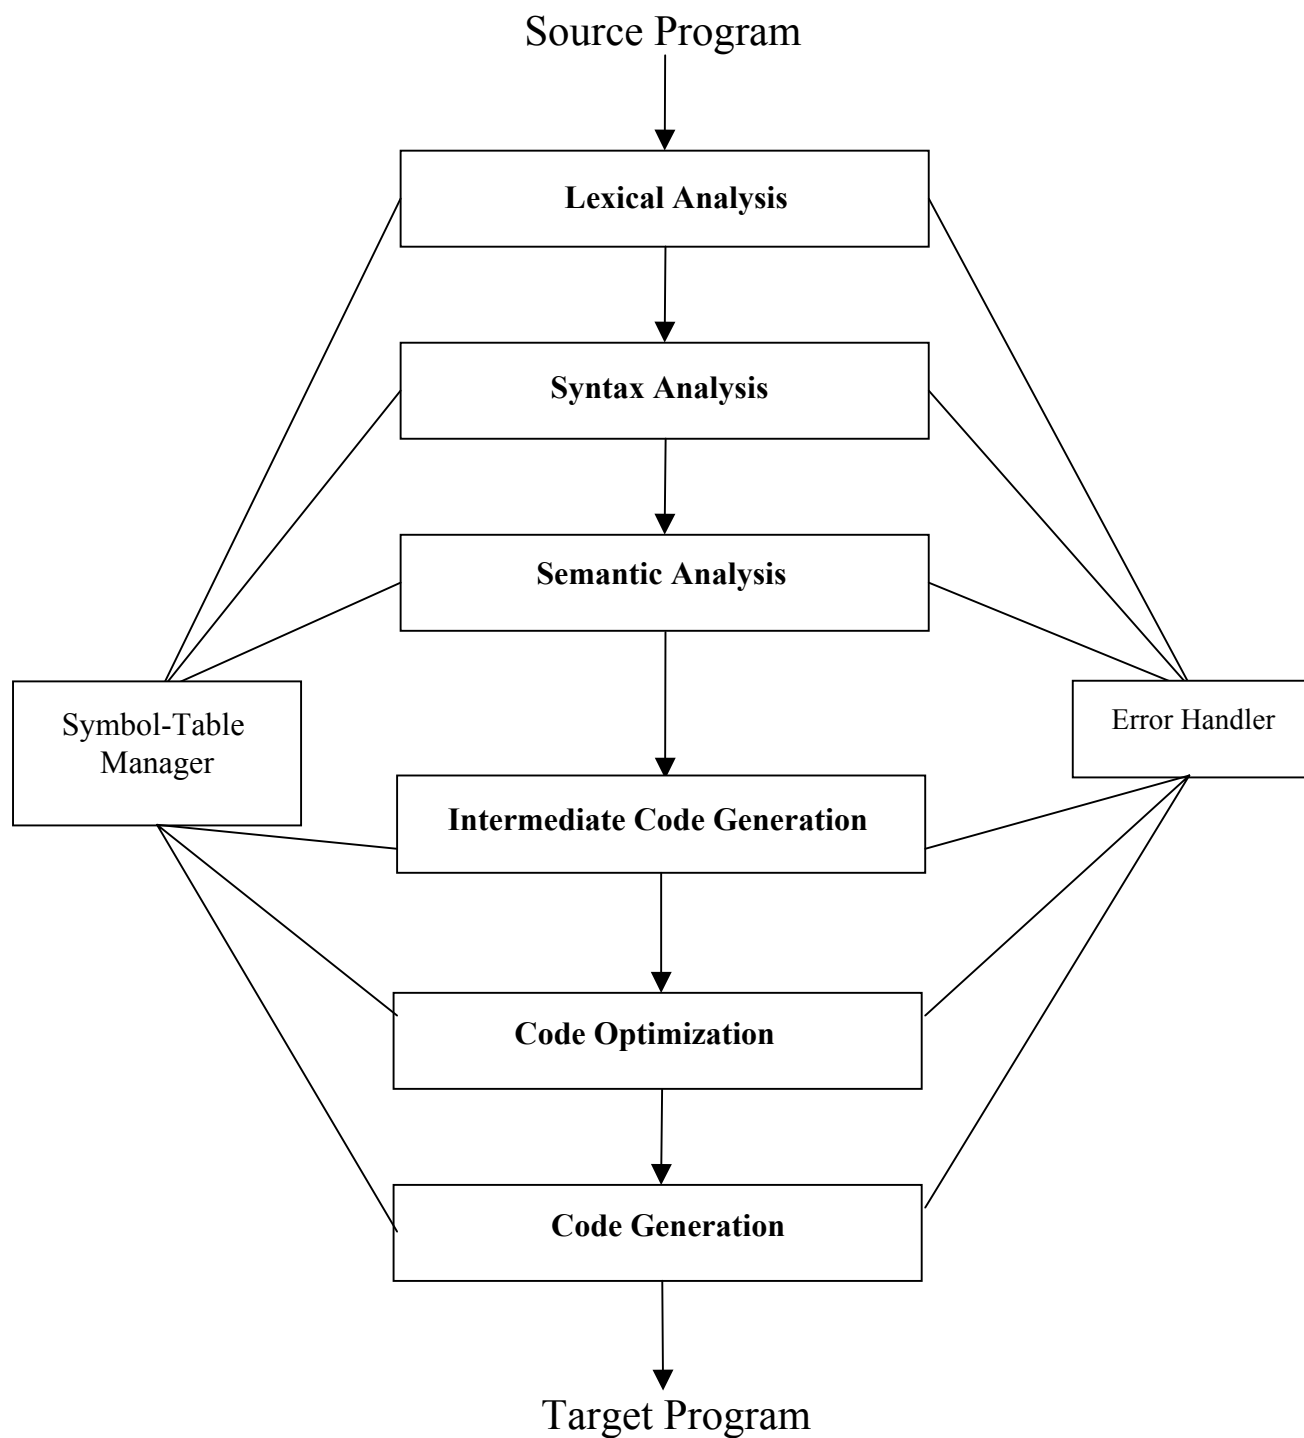 Source Program
Lexical Analysis
Syntax Analysis
Semantic Analysis
Symbol-Table
Manager
Error Handler
Intermediate Code Generation
Code Optimization
Code Generation
Target Program